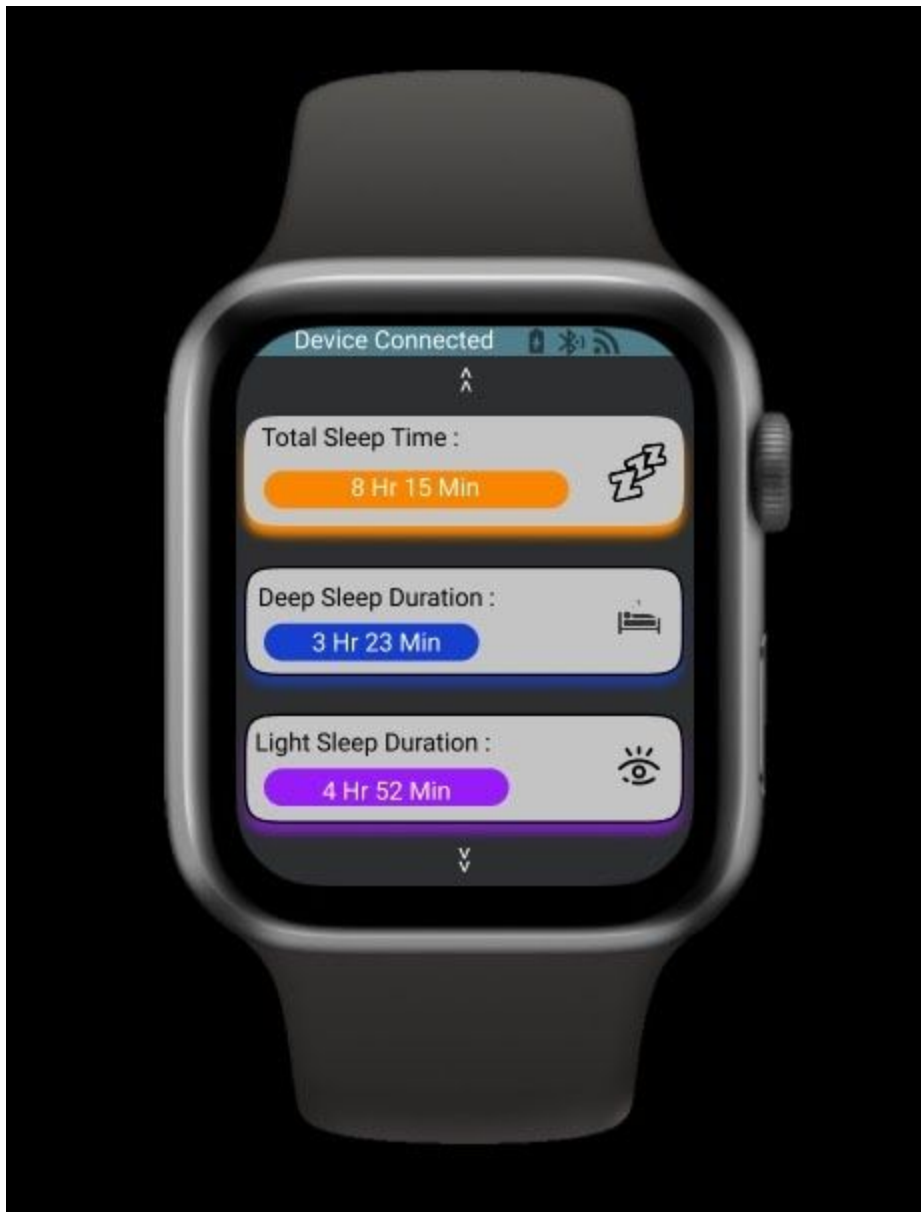 Device Connected
Total Sleep Time :
8 Hr 15 Min
Deep Sleep Duration :
3 Hr 23 Min
Light Sleep Duration :
4 Hr 52 Min